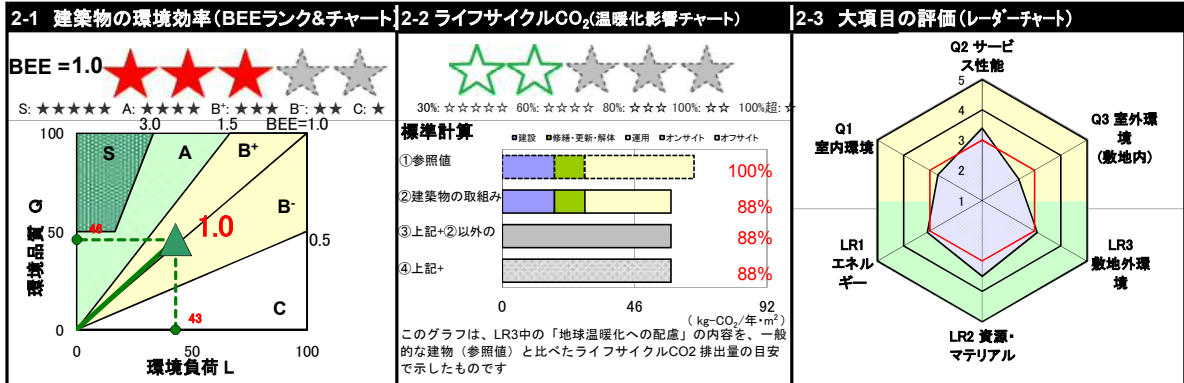 2-1 建築物の環境効率(BEEランク&チャート)
BEE =1.0
S: ★★★★★ A: ★★★★ B⁺: ★★★ B⁻: ★★ C: ★
3.0 1.5 BEE=1.0
100
S A B⁺
B⁻
環境品質 Q
50
46
1.0
0.5
C
43
0
0 50 100
環境負荷 L
2-2 ライフサイクルCO₂(温暖化影響チャート)
30%: ☆☆☆☆☆ 60%: ☆☆☆☆ 80%: ☆☆☆ 100%: ☆☆ 100%超: ☆
標準計算
■建設 ■修繕・更新・解体 □運用 ■オンサイト ■オフサイト
①参照値 100%
②建築物の取組み 88%
③上記+②以外の 88%
④上記+ 88%
0 46 92
( kg-CO₂/年・m² )
このグラフは、LR3中の「地球温暖化への配慮」の内容を、一般
的な建物(参照値)と比べたライフサイクルCO2 排出量の目安
で示したものです
2-3 大項目の評価(レーダーチャート)
Q2 サービ
ス性能
5
4
3
2
1
Q1
室内環境
Q3 室外環
境
(敷地内)
LR1
エネル
ギー
LR3
敷地外環
境
LR2 資源・
マテリアル